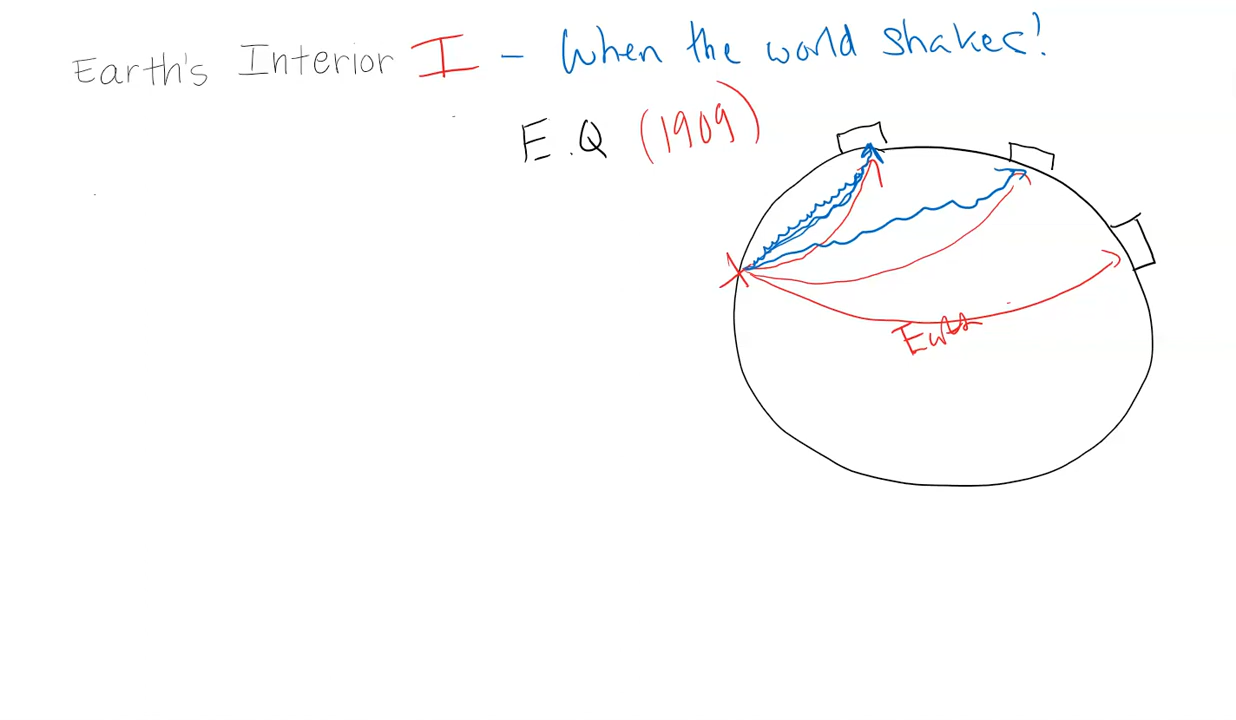 Earth's Interior I - When the world shakes!
E.Q (1909)